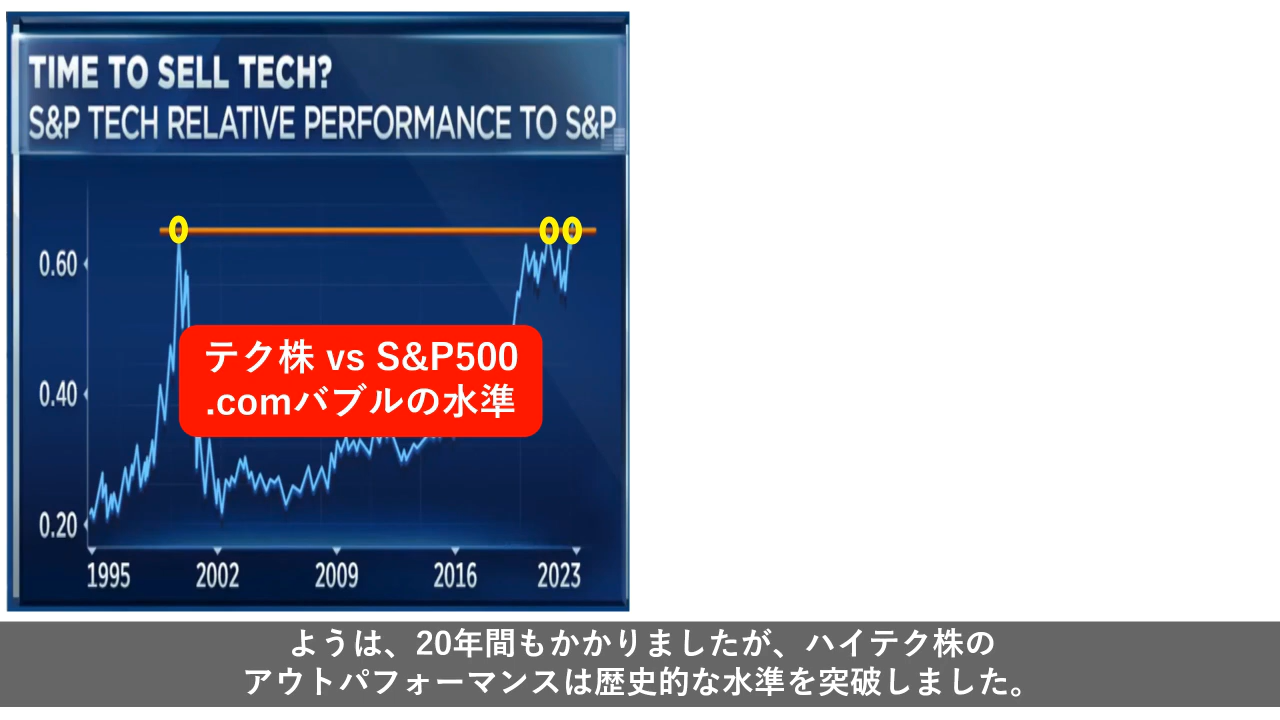 TIME TO SELL TECH?
S&P TECH RELATIVE PERFORMANCE TO S&P
0.60
0.40
0.20
テク株 vs S&P500
.comバブルの水準
1995
2002
2009
2016
2023
ようは、20年間もかかりましたが、ハイテク株の
アウトパフォーマンスは歴史的な水準を突破しました。